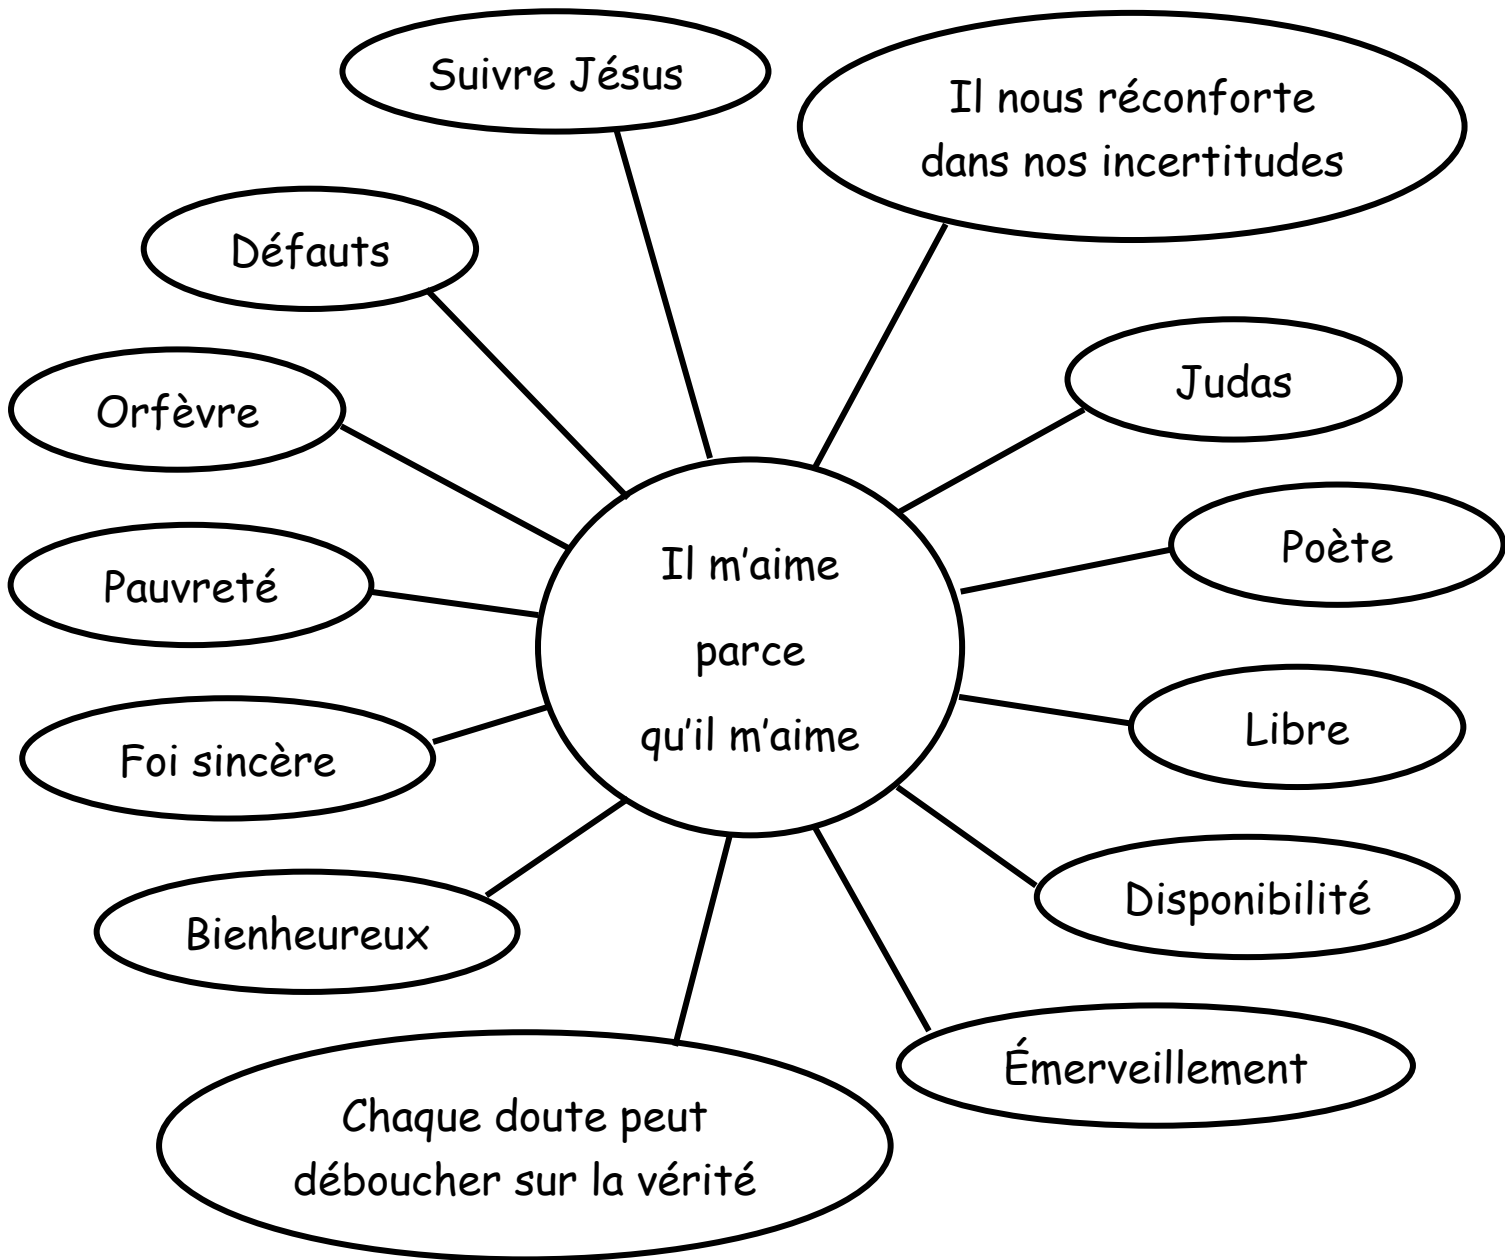 Suivre Jésus
Il nous réconforte
dans nos incertitudes
Défauts
Judas
Orfèvre
Poète
Pauvreté
Il m'aime
parce
qu'il m'aime
Libre
Foi sincère
Disponibilité
Bienheureux
Émerveillement
Chaque doute peut
déboucher sur la vérité